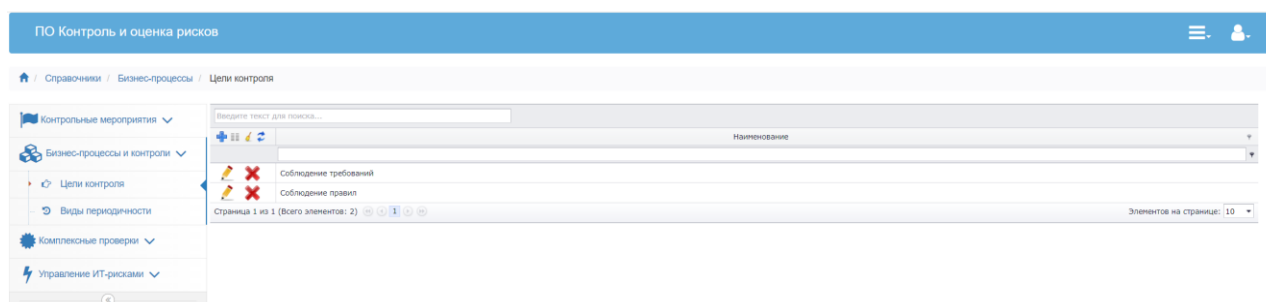 ПО Контроль и оценка рисков
/ Справочники / Бизнес-процессы / Цели контроля
Контрольные мероприятия
Бизнес-процессы и контроли
Цели контроля
Виды периодичности
Комплексные проверки
Управление ИТ-рисками
Введите текст для поиска...
Наименование
Соблюдение требований
Соблюдение правил
Страница 1 из 1 (Всего элементов: 2) 1 Элементов на странице: 10